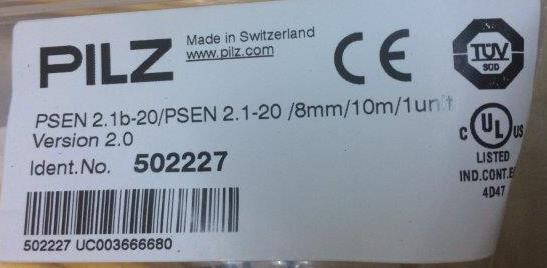 PILZ
Made in Switzerland
www.pilz.com
CE
TÜV
SÜD
PSEN 2.1b-20/PSEN 2.1-20 /8mm/10m/1unit
Version 2.0
Ident.No. 502227
C UL US
LISTED
IND.CONT.E
4D47
502227 UC003666680